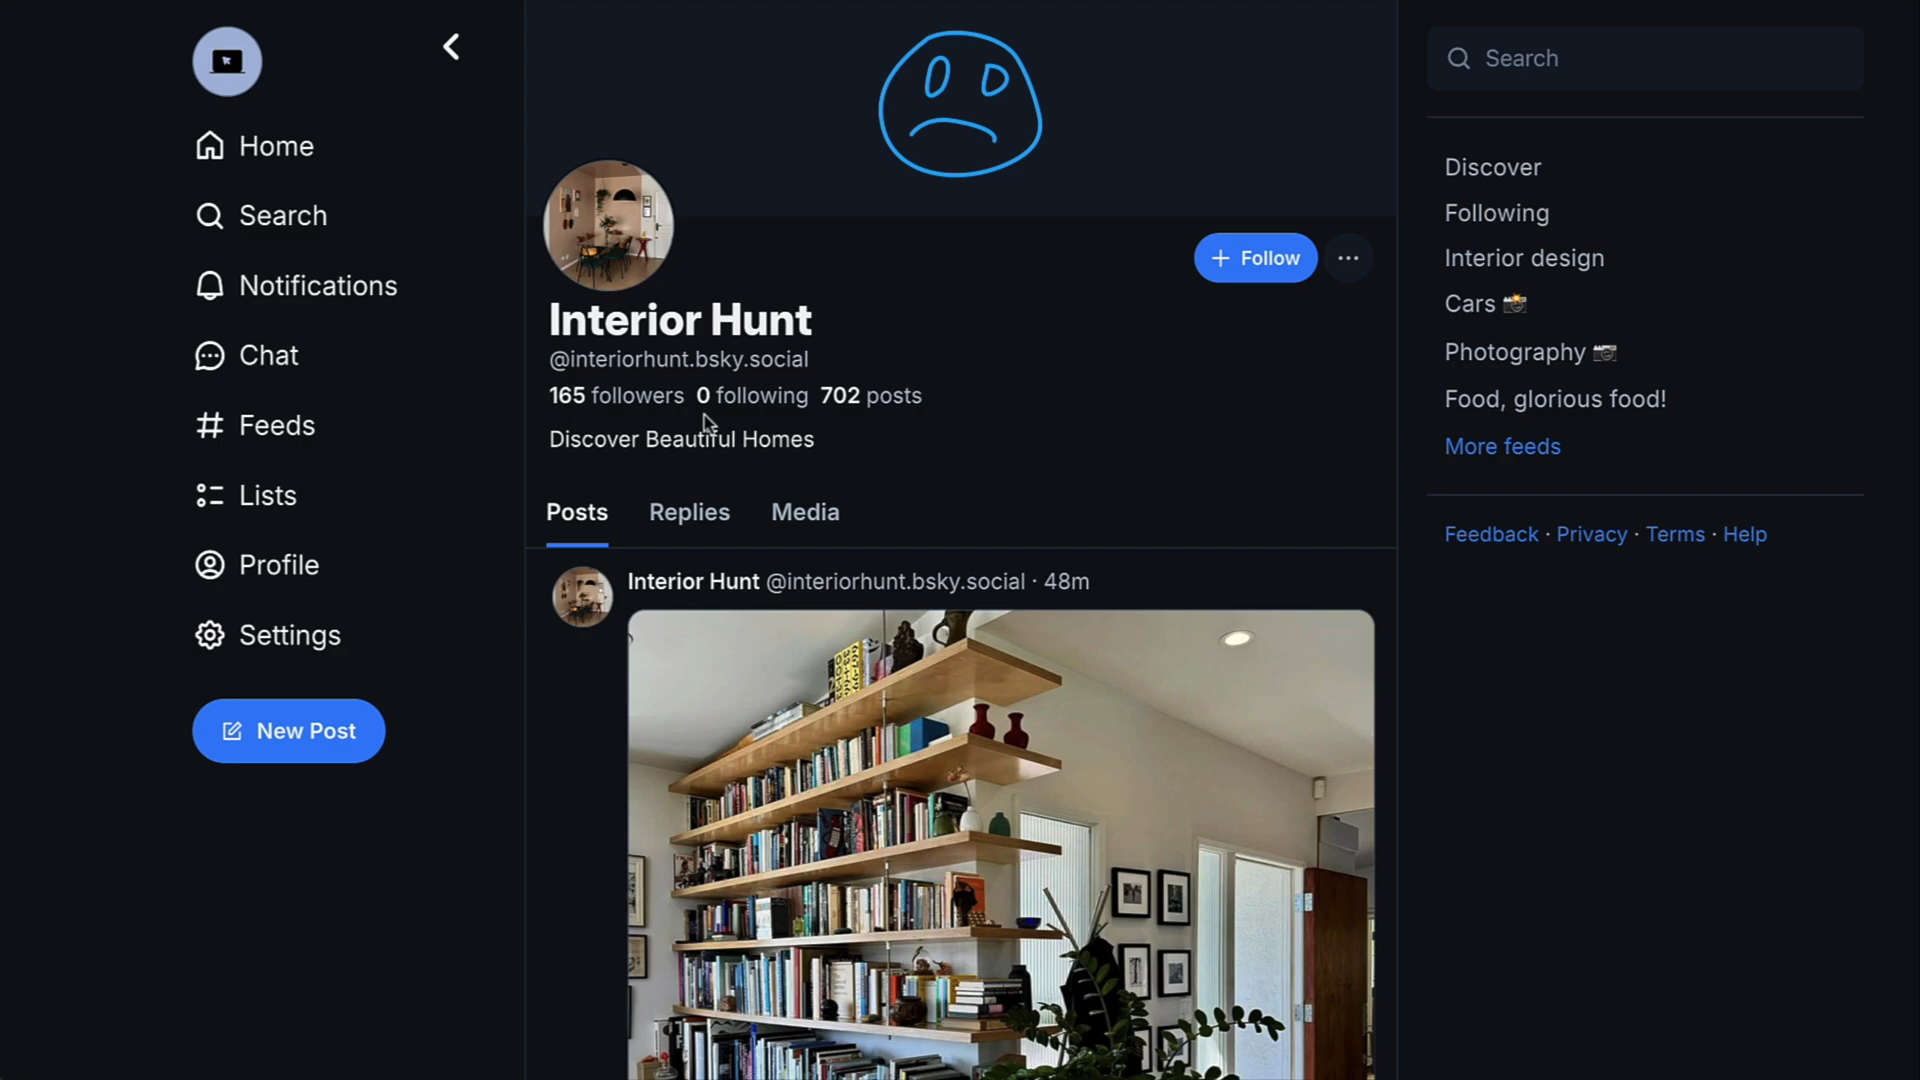 Home
Search
Notifications
Chat
Feeds
Lists
Profile
Settings
New Post
+ Follow
Interior Hunt
@interiorhunt.bsky.social
165 followers 0 following 702 posts
Discover Beautiful Homes
Posts Replies Media
Interior Hunt @interiorhunt.bsky.social · 48m
Search
Discover
Following
Interior design
Cars 📸
Photography 📷
Food, glorious food!
More feeds
Feedback · Privacy · Terms · Help